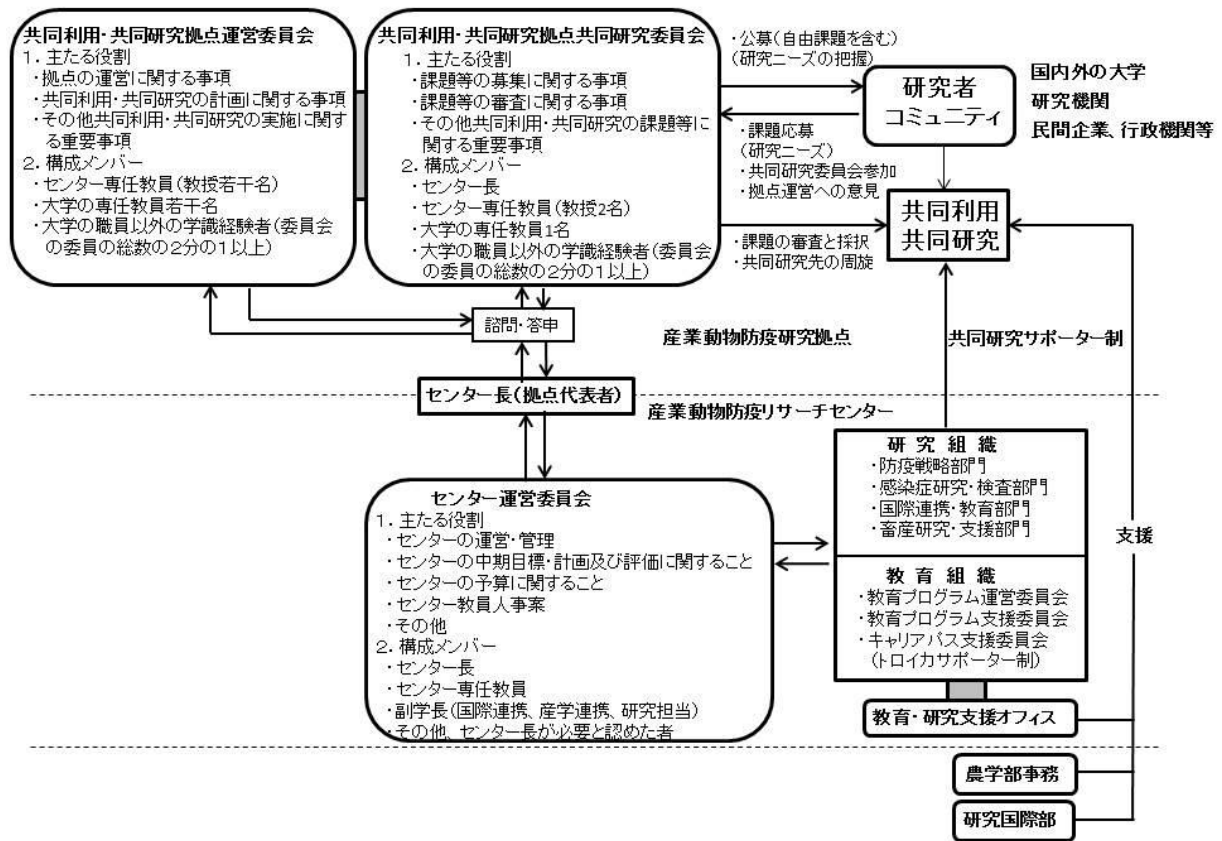 共同利用・共同研究拠点運営委員会
1. 主たる役割
・拠点の運営に関する事項
・共同利用・共同研究の計画に関する事項
・その他共同利用・共同研究の実施に関す
る重要事項
2. 構成メンバー
・センター専任教員(教授若干名)
・大学の専任教員若干名
・大学の職員以外の学識経験者(委員会
の委員の総数の2分の1以上)
共同利用・共同研究拠点共同研究委員会
1. 主たる役割
・課題等の募集に関する事項
・課題等の審査に関する事項
・その他共同利用・共同研究の課題等に
関する重要事項
2. 構成メンバー
・センター長
・センター専任教員(教授2名)
・大学の専任教員1名
・大学の職員以外の学識経験者(委員会
の委員の総数の2分の1以上)
・公募(自由課題を含む)
(研究ニーズの把握)
研究者
コミュニティ
国内外の大学
研究機関
民間企業、行政機関等
・課題応募
(研究ニーズ)
・共同研究委員会参加
・拠点運営への意見
共同利用
共同研究
・課題の審査と採択
・共同研究先の周旋
諮問・答申
産業動物防疫研究拠点
共同研究サポーター制
センター長(拠点代表者)
産業動物防疫リサーチセンター
センター運営委員会
1. 主たる役割
・センターの運営・管理
・センターの中期目標・計画及び評価に関すること
・センターの予算に関すること
・センター教員人事案
・その他
2. 構成メンバー
・センター長
・センター専任教員
・副学長(国際連携、産学連携、研究担当)
・その他、センター長が必要と認めた者
研究組織
・防疫戦略部門
・感染症研究・検査部門
・国際連携・教育部門
・畜産研究・支援部門
教育組織
・教育プログラム運営委員会
・教育プログラム支援委員会
・キャリアパス支援委員会
(トロイカサポーター制)
支援
教育・研究支援オフィス
農学部事務
研究国際部